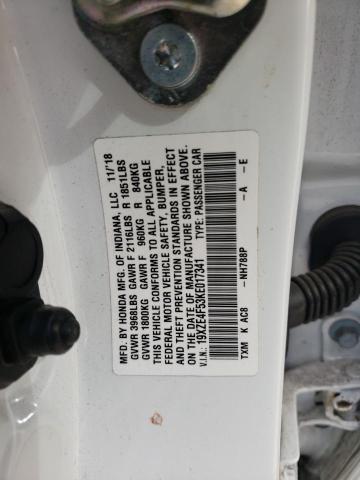 MFD. BY HONDA MFG. OF INDIANA, LLC 11/18
GVWR 3968LBS GAWR F 2116LBS R 1851LBS
GVWR 1800KG GAWR F 960KG R 840KG
THIS VEHICLE CONFORMS TO ALL APPLICABLE
FEDERAL MOTOR VEHICLE SAFETY, BUMPER,
AND THEFT PREVENTION STANDARDS IN EFFECT
ON THE DATE OF MANUFACTURE SHOWN ABOVE.
V.I.N.: 19XZE4F53KE017341 TYPE: PASSENGER CAR
TXM K AC8 -NH788P -A -E